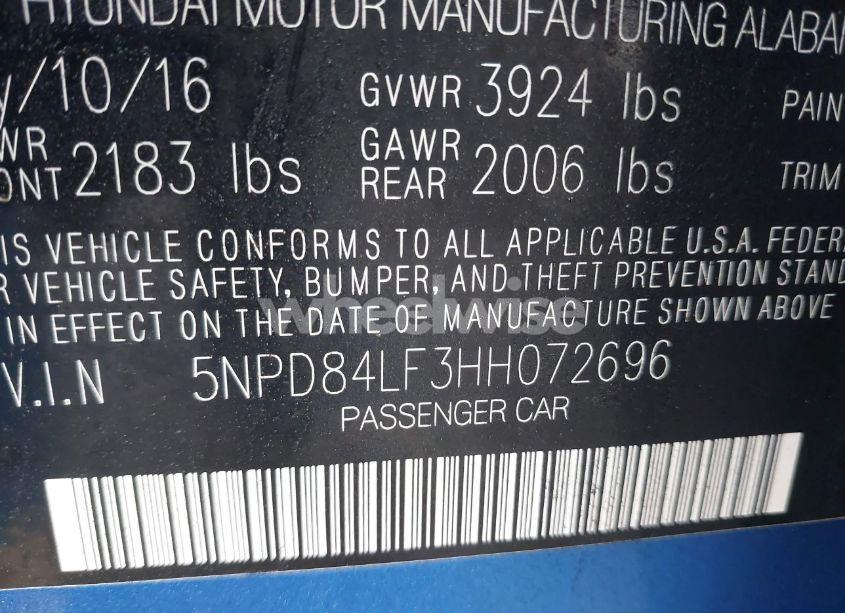 HYUNDAI MOTOR MANUFACTURING ALABA
y/10/16 GVWR 3924 lbs PAIN
WR ONT 2183 lbs GAWR REAR 2006 lbs TRIM
IS VEHICLE CONFORMS TO ALL APPLICABLE U.S.A. FEDER
R VEHICLE SAFETY, BUMPER, AND THEFT PREVENTION STAND
IN EFFECT ON THE DATE OF MANUFACTURE SHOWN ABOVE
wheelwise
V.I.N 5NPD84LF3HH072696
PASSENGER CAR